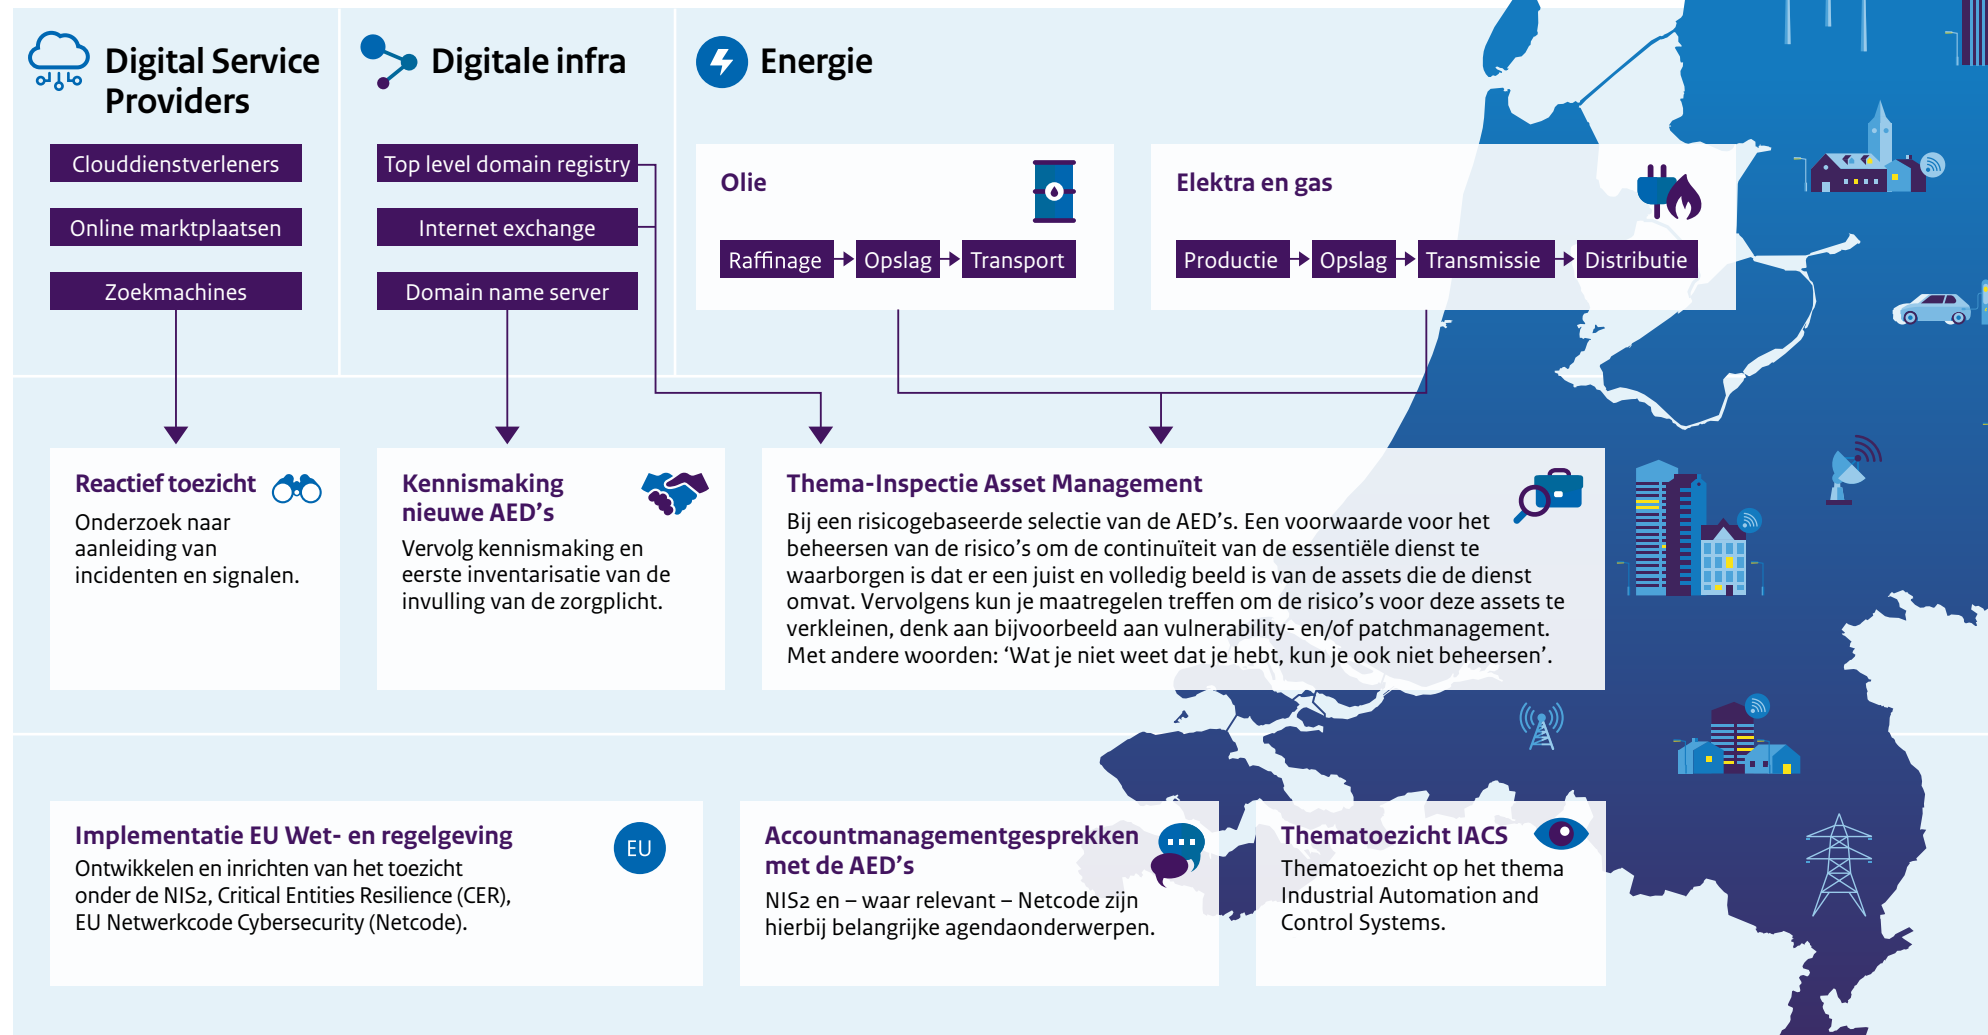 Digital Service
Providers
Clouddienstverleners
Online marktplaatsen
Zoekmachines
Digitale infra
Top level domain registry
Internet exchange
Domain name server
Energie
Olie
Raffinage
Opslag
Transport
Elektra en gas
Productie
Opslag
Transmissie
Distributie
Reactief toezicht
Onderzoek naar
aanleiding van
incidenten en signalen.
Kennismaking
nieuwe AED’s
Vervolg kennismaking en
eerste inventarisatie van de
invulling van de zorgplicht.
Thema-Inspectie Asset Management
Bij een risicogebaseerde selectie van de AED’s. Een voorwaarde voor het
beheersen van de risico’s om de continuïteit van de essentiële dienst te
waarborgen is dat er een juist en volledig beeld is van de assets die de dienst
omvat. Vervolgens kun je maatregelen treffen om de risico’s voor deze assets te
verkleinen, denk aan bijvoorbeeld aan vulnerability- en/of patchmanagement.
Met andere woorden: ‘Wat je niet weet dat je hebt, kun je ook niet beheersen’.
Implementatie EU Wet- en regelgeving
EU
Ontwikkelen en inrichten van het toezicht
onder de NIS2, Critical Entities Resilience (CER),
EU Netwerkcode Cybersecurity (Netcode).
Accountmanagementgesprekken
met de AED’s
NIS2 en – waar relevant – Netcode zijn
hierbij belangrijke agendaonderwerpen.
Thematoezicht IACS
Thematoezicht op het thema
Industrial Automation and
Control Systems.